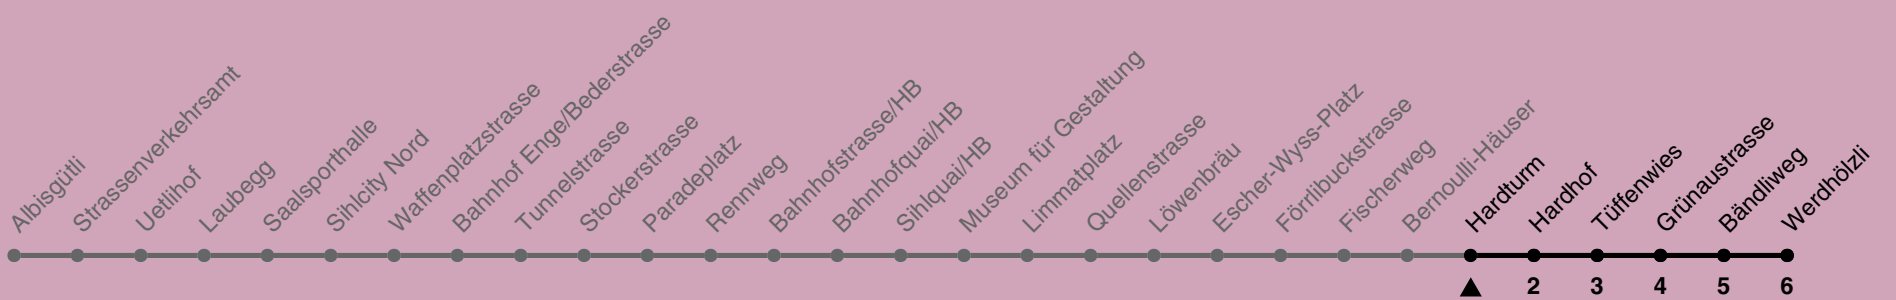 Albisgütli
Strassenverkehrsamt
Uetlihof
Laubegg
Saalsporthalle
Sihlcity Nord
Waffenplatzstrasse
Bahnhof Enge/Bederstrasse
Tunnelstrasse
Stockerstrasse
Paradeplatz
Rennweg
Bahnhofstrasse/HB
Bahnhofquai/HB
Sihlquai/HB
Museum für Gestaltung
Limmatplatz
Quellenstrasse
Löwenbräu
Escher-Wyss-Platz
Förrlibuckstrasse
Fischerweg
Bernoulli-Häuser
Hardturm
Hardhof
Tüffenwies
Grünaustrasse
Bändliweg
Werdhölzli
2 3 4 5 6